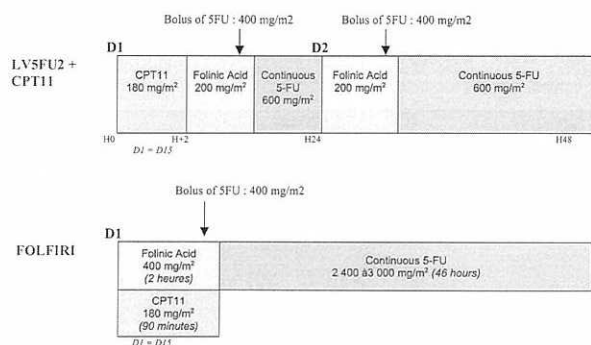 Bolus of 5FU : 400 mg/m2
Bolus of 5FU : 400 mg/m2
D1
D2
LV5FU2 +
CPT11
CPT11
180 mg/m²
Folinic Acid
200 mg/m²
Continuous
5-FU
600 mg/m²
Folinic Acid
200 mg/m²
Continuous 5-FU
600 mg/m²
H0
H+2
H24
H48
D1 = D15
Bolus of 5FU : 400 mg/m2
D1
FOLFIRI
Folinic Acid
400 mg/m²
(2 heures)
Continuous 5-FU
2 400 à3 000 mg/m² (46 hours)
CPT11
180 mg/m²
(90 minutes)
D1 = D15